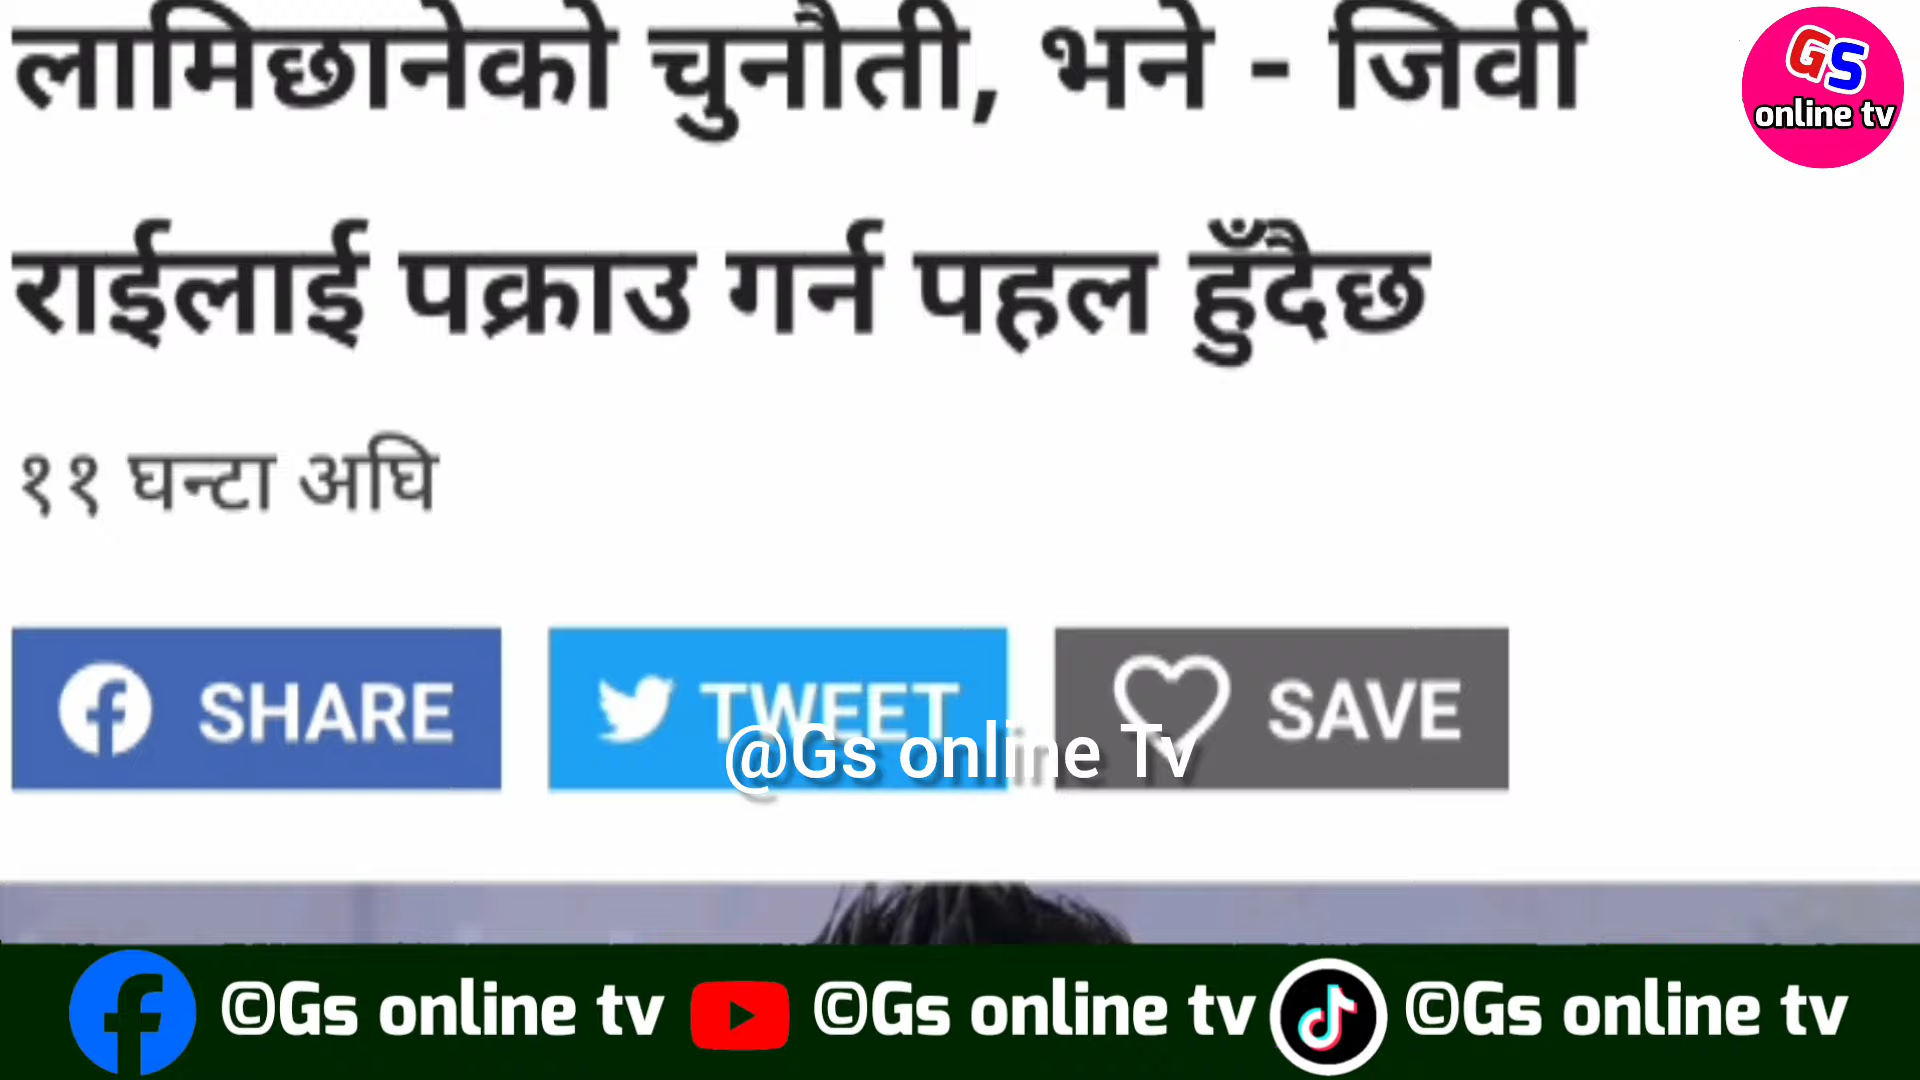 लामिछानेको चुनौती, भने - जिवी
GS
online tv
राईलाई पक्राउ गर्न पहल हुँदैछ
११ घन्टा अघि
SHARE TWEET SAVE
@Gs online Tv
©Gs online tv ©Gs online tv ©Gs online tv